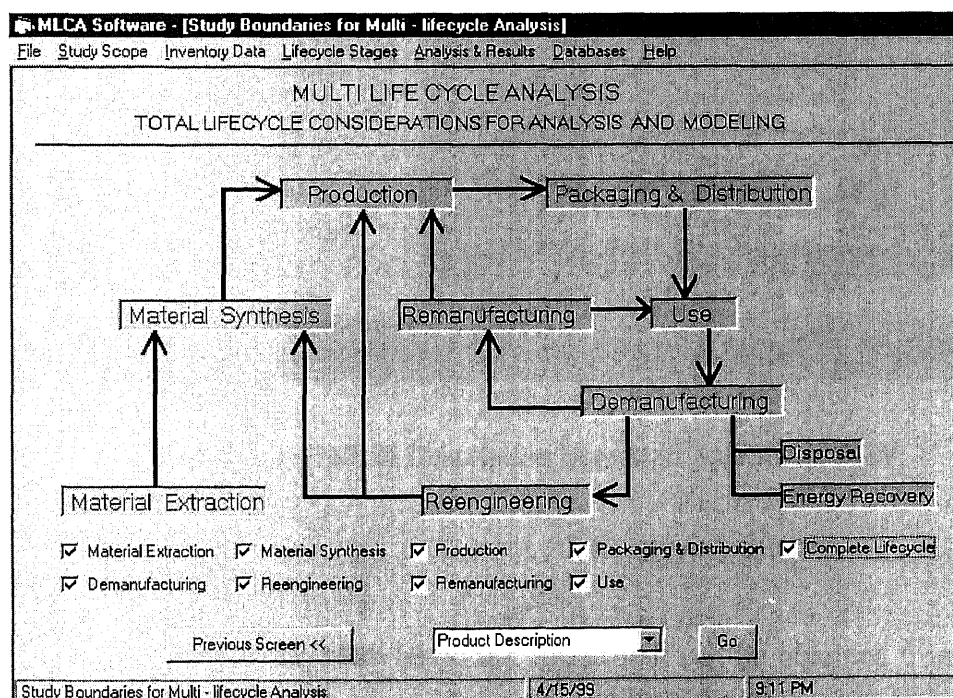 MLCA Software - [Study Boundaries for Multi - lifecycle Analysis]
File Study Scope Inventory Data Lifecycle Stages Analysis & Results Databases Help
MULTI LIFE CYCLE ANALYSIS
TOTAL LIFECYCLE CONSIDERATIONS FOR ANALYSIS AND MODELING
Production Packaging & Distribution
Material Synthesis Remanufacturing Use
Demanufacturing
Disposal
Material Extraction Reengineering Energy Recovery
Material Extraction Material Synthesis Production Packaging & Distribution Complete Lifecycle
Demanufacturing Reengineering Remanufacturing Use
Previous Screen << Product Description Go
Study Boundaries for Multi - lifecycle Analysis 4/15/99 9:11 PM